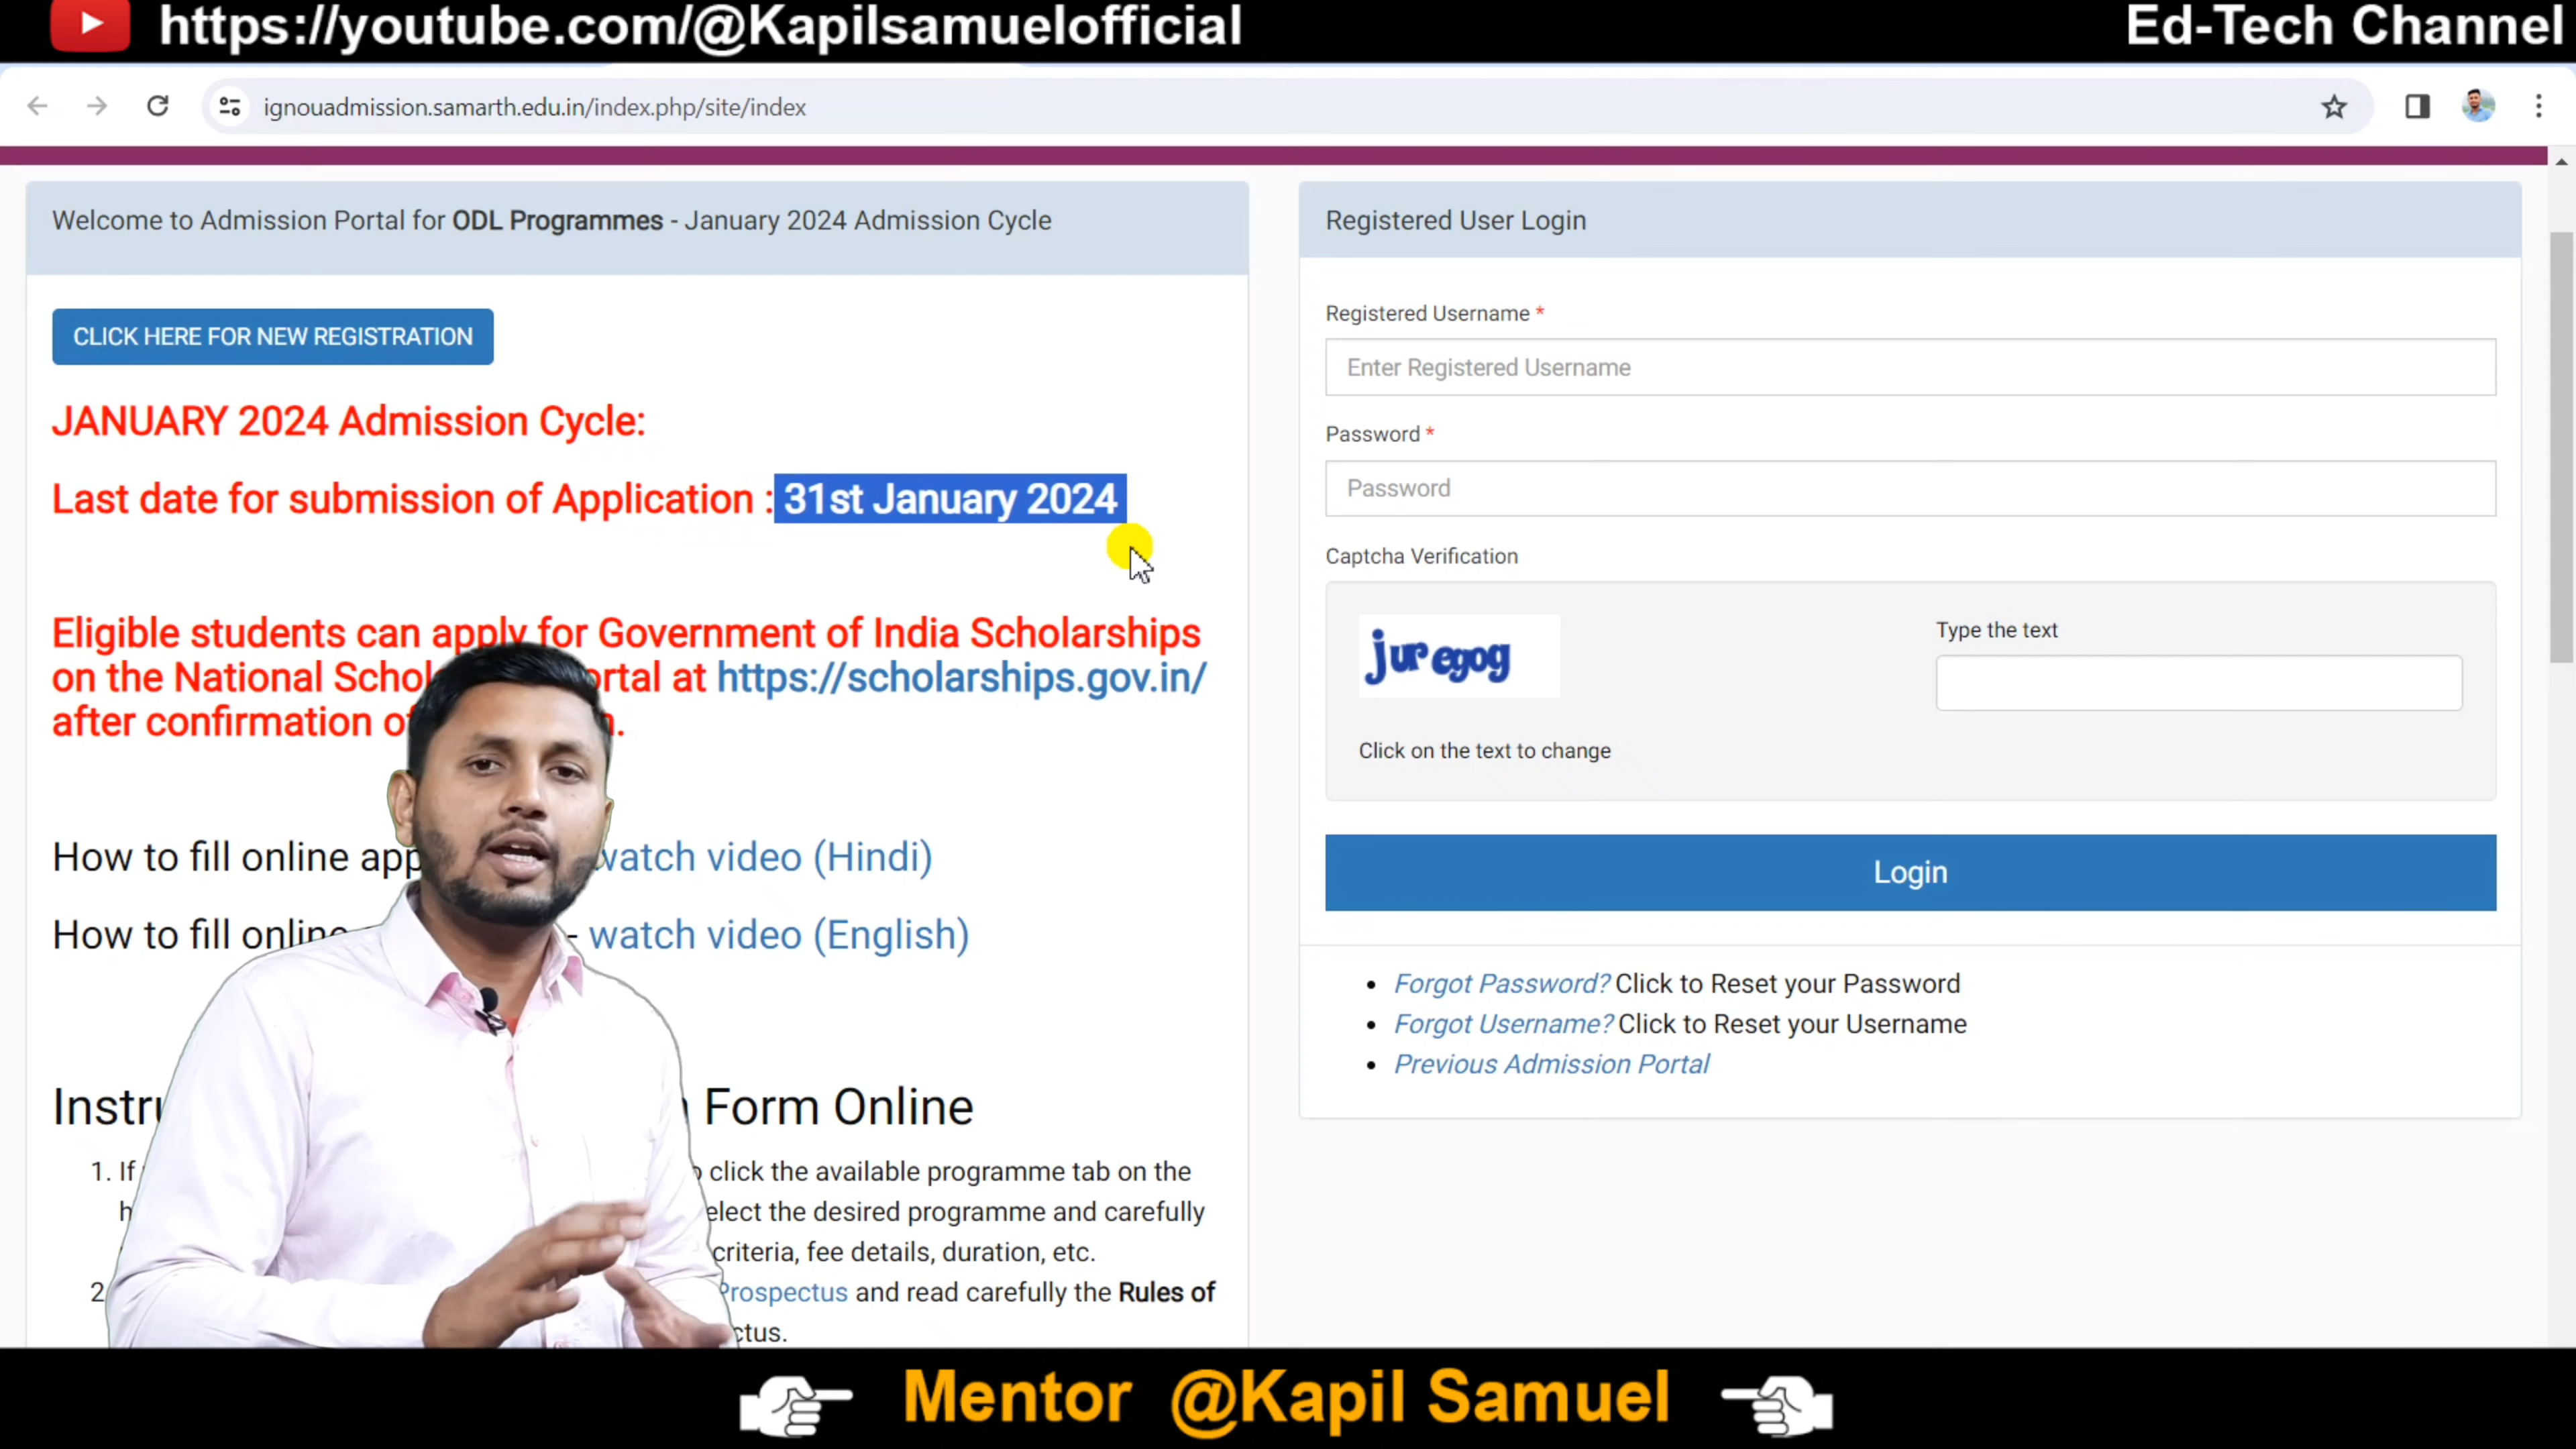 https://youtube.com/@Kapilsamuelofficial
Ed-Tech Channel
ignouadmission.samarth.edu.in/index.php/site/index
Welcome to Admission Portal for ODL Programmes - January 2024 Admission Cycle
CLICK HERE FOR NEW REGISTRATION
JANUARY 2024 Admission Cycle:
Last date for submission of Application : 31st January 2024
Eligible students can apply for Government of India Scholarships
on the National at https://scholarships.gov.in/
after confirmation
How to fill online watch video (Hindi)
How to fill - watch video (English)
Form Online
1. If click the available programme tab on the
the desired programme and carefully
criteria, fee details, duration, etc.
2 Prospectus and read carefully the Rules of
Registered User Login
Registered Username *
Enter Registered Username
Password *
Password
Captcha Verification
juregog
Type the text
Click on the text to change
Login
Forgot Password? Click to Reset your Password
Forgot Username? Click to Reset your Username
Previous Admission Portal
Mentor @Kapil Samuel